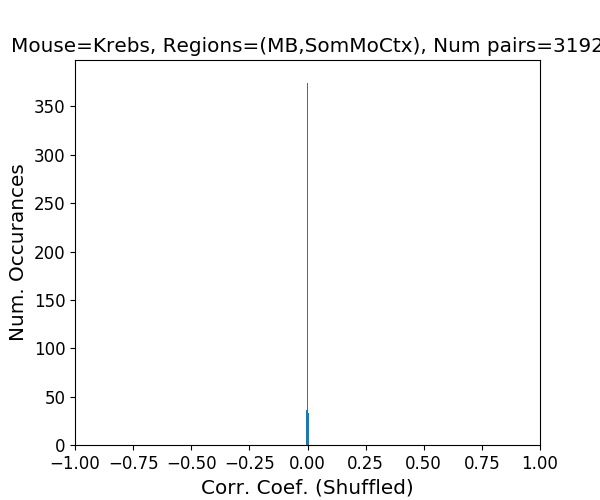 Mouse=Krebs, Regions=(MB,SomMoCtx), Num pairs=3192
Num. Occurances
350
300
250
200
150
100
50
0
−1.00 −0.75 −0.50 −0.25 0.00 0.25 0.50 0.75 1.00
Corr. Coef. (Shuffled)